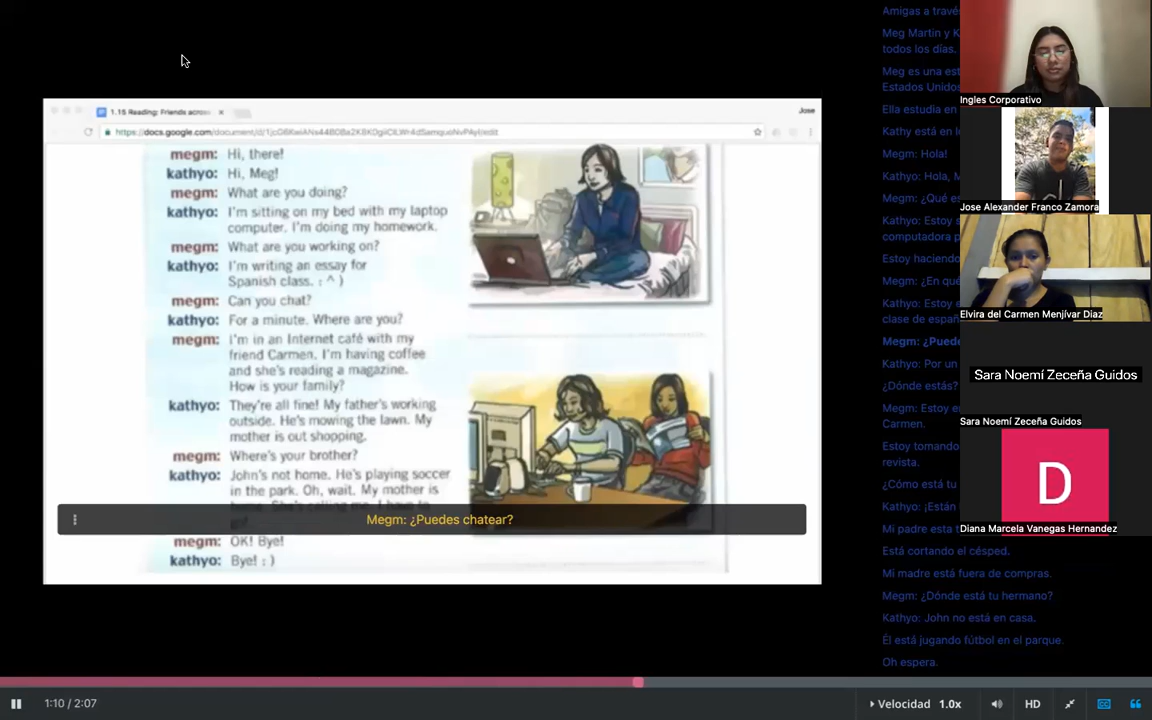 1.15 Reading: Friends across
Jose
megm: Hi, there!
kathyo: Hi, Meg!
megm: What are you doing?
kathyo: I'm sitting on my bed with my laptop
computer. I'm doing my homework.
megm: What are you working on?
kathyo: I'm writing an essay for
Spanish class. : ^ )
megm: Can you chat?
kathyo: For a minute. Where are you?
megm: I'm in an Internet café with my
friend Carmen. I'm having coffee
and she's reading a magazine.
How is your family?
kathyo: They're all fine! My father's working
outside. He's mowing the lawn. My
mother is out shopping.
megm: Where's your brother?
kathyo: John's not home. He's playing soccer
in the park. Oh, wait. My mother is
Megm: ¿Puedes chatear?
megm: OK! Bye!
kathyo: Bye! : )
Amigas a travé
Meg Martin y K
todos los días.
Meg es una est
Estados Unidos
Ella estudia en
Kathy está en l
Megm: Hola!
Kathyo: Hola, M
Megm: ¿Qué e
Kathyo: Estoy s
computadora p
Estoy haciendo
Megm: ¿En qué
Kathyo: Estoy e
clase de españ
Megm: ¿Puede
Kathyo: Por un
¿Dónde estás?
Megm: Estoy e
Carmen.
Estoy tomando
revista.
¿Cómo está tu
Kathyo: ¡Están
Mi padre esta t
Está cortando el césped.
Mi madre está fuera de compras.
Megm: ¿Dónde está tu hermano?
Kathyo: John no está en casa.
Él está jugando fútbol en el parque.
Oh espera.
Ingles Corporativo
Jose Alexander Franco Zamora
Elvira del Carmen Menjívar Diaz
Sara Noemí Zeceña Guidos
Sara Noemí Zeceña Guidos
D
Diana Marcela Vanegas Hernandez
1:10 / 2:07
Velocidad 1.0x
HD